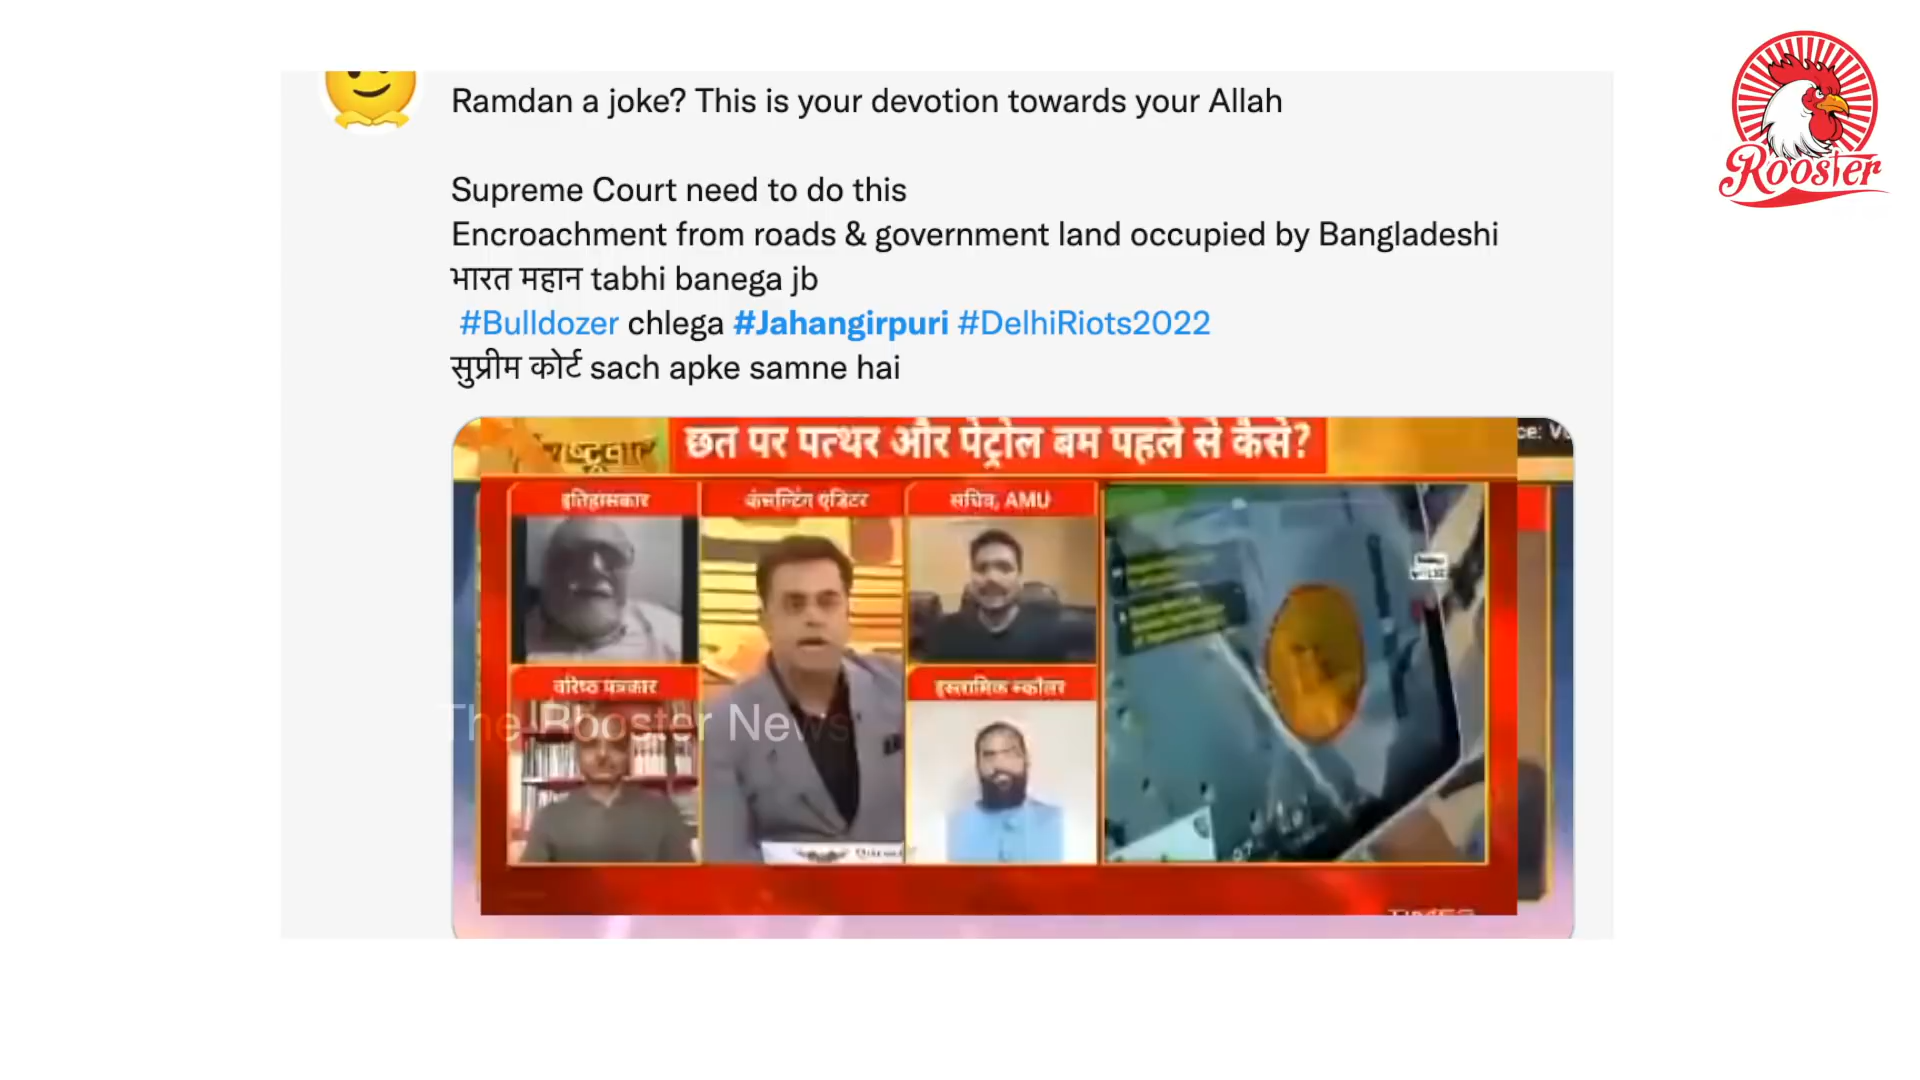 Ramdan a joke? This is your devotion towards your Allah
Supreme Court need to do this
Encroachment from roads & government land occupied by Bangladeshi
भारत महान tabhi banega jb
#Bulldozer chlega #Jahangirpuri #DelhiRiots2022
सुप्रीम कोर्ट sach apke samne hai
छत पर पत्थर और पेट्रोल बम पहले से कैसे?
इतिहासकार
कंसल्टिंग एडिटर
सचिव, AMU
वरिष्ठ पत्रकार
इस्लामिक स्कॉलर
The Rooster News
Rooster